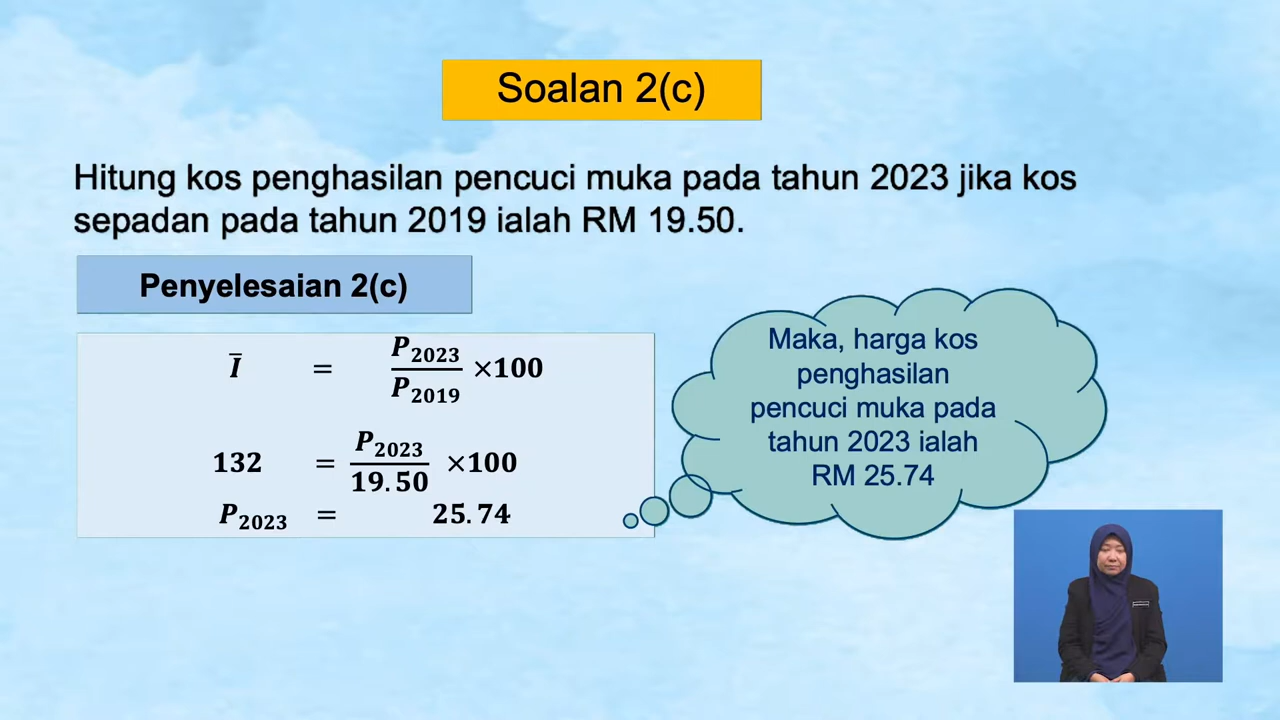 Soalan 2(c)
Hitung kos penghasilan pencuci muka pada tahun 2023 jika kos
sepadan pada tahun 2019 ialah RM 19.50.
Penyelesaian 2(c)
Ī = P₂₀₂₃/P₂₀₁₉ ×100
132 = P₂₀₂₃/19.50 ×100
P₂₀₂₃ = 25.74
Maka, harga kos
penghasilan
pencuci muka pada
tahun 2023 ialah
RM 25.74